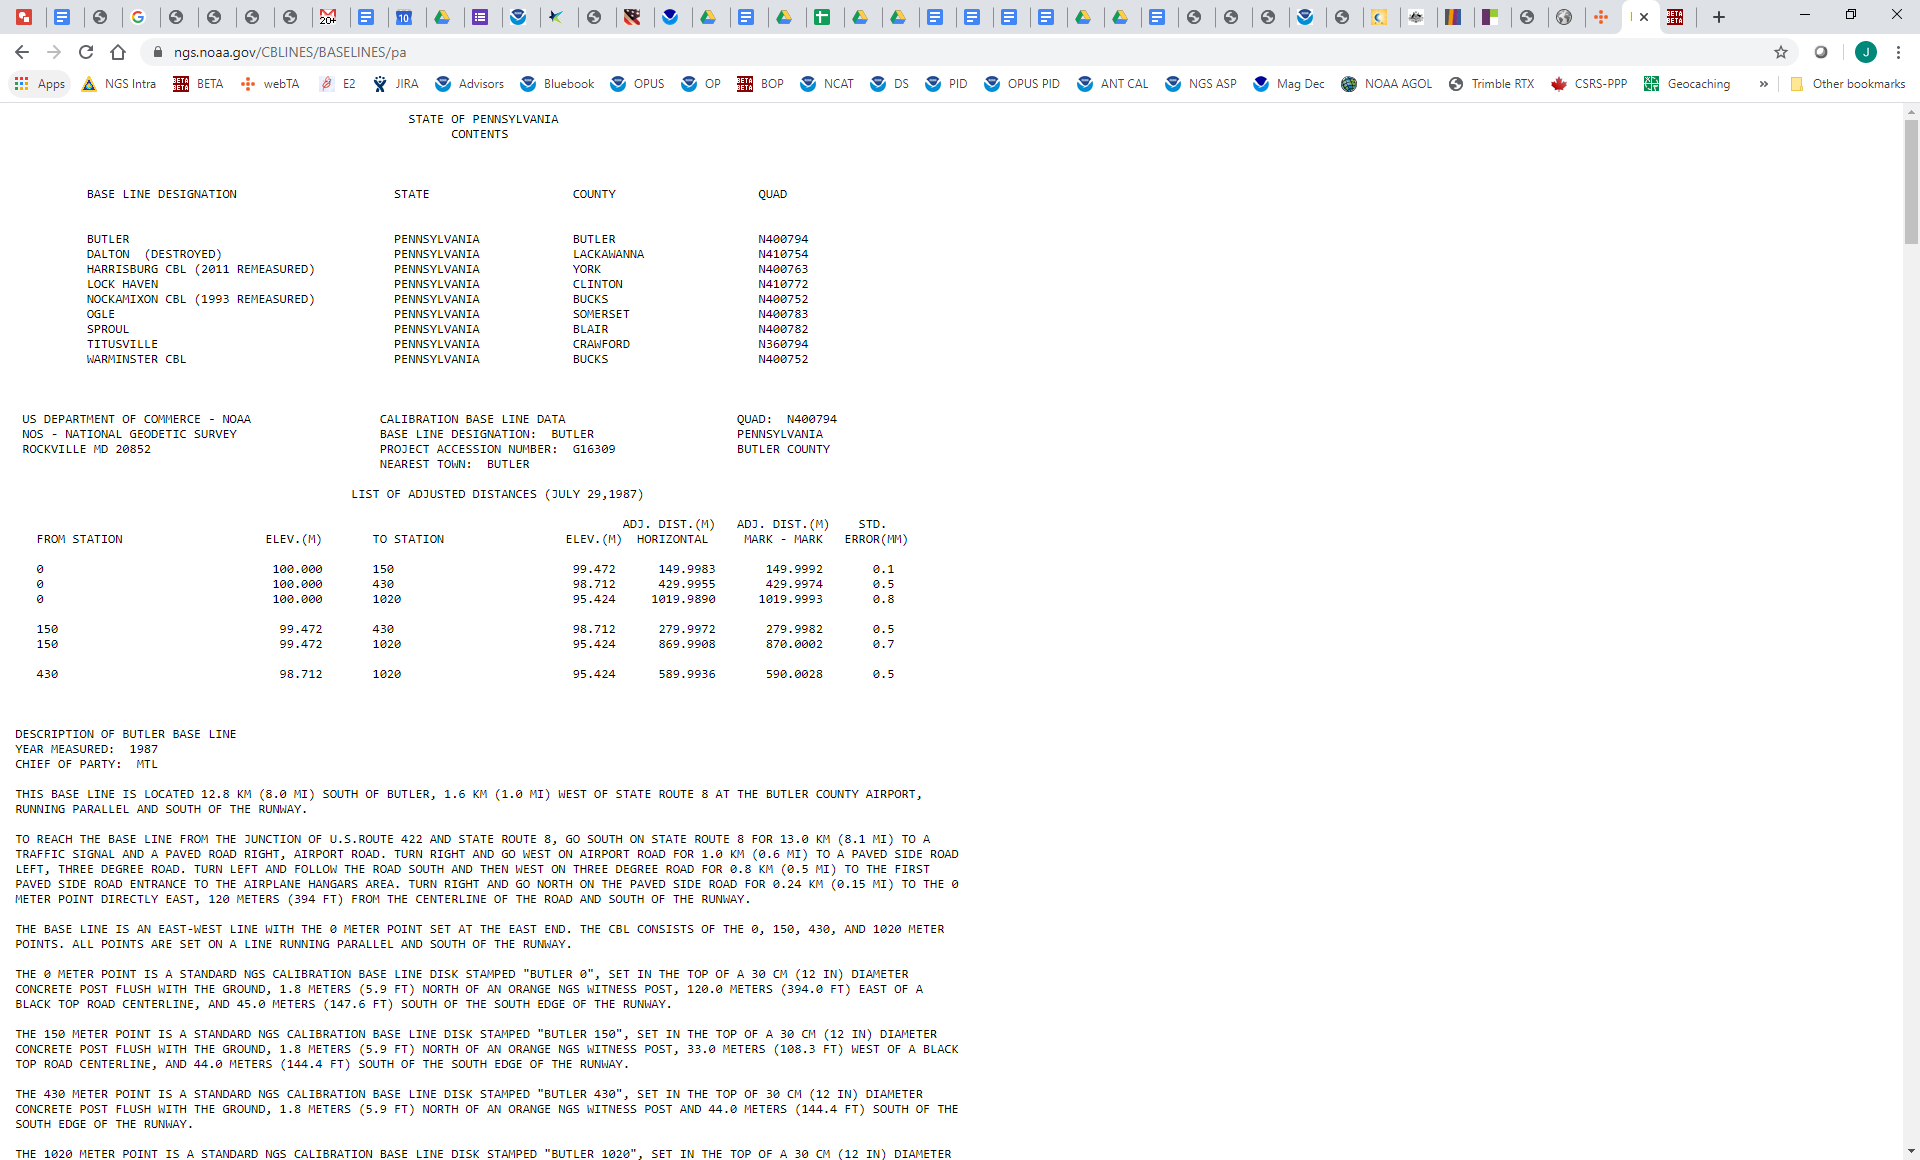 20+
10
ngs.noaa.gov/CBLINES/BASELINES/pa
J
Apps NGS Intra BETA webTA E2 JIRA Advisors Bluebook OPUS OP BOP NCAT DS PID OPUS PID ANT CAL NGS ASP Mag Dec NOAA AGOL Trimble RTX CSRS-PPP Geocaching » Other bookmarks
STATE OF PENNSYLVANIA
CONTENTS
BASE LINE DESIGNATION STATE COUNTY QUAD
BUTLER PENNSYLVANIA BUTLER N400794
DALTON (DESTROYED) PENNSYLVANIA LACKAWANNA N410754
HARRISBURG CBL (2011 REMEASURED) PENNSYLVANIA YORK N400763
LOCK HAVEN PENNSYLVANIA CLINTON N410772
NOCKAMIXON CBL (1993 REMEASURED) PENNSYLVANIA BUCKS N400752
OGLE PENNSYLVANIA SOMERSET N400783
SPROUL PENNSYLVANIA BLAIR N400782
TITUSVILLE PENNSYLVANIA CRAWFORD N360794
WARMINSTER CBL PENNSYLVANIA BUCKS N400752
US DEPARTMENT OF COMMERCE - NOAA CALIBRATION BASE LINE DATA QUAD: N400794
NOS - NATIONAL GEODETIC SURVEY BASE LINE DESIGNATION: BUTLER PENNSYLVANIA
ROCKVILLE MD 20852 PROJECT ACCESSION NUMBER: G16309 BUTLER COUNTY
NEAREST TOWN: BUTLER
LIST OF ADJUSTED DISTANCES (JULY 29,1987)
ADJ. DIST.(M) ADJ. DIST.(M) STD.
FROM STATION ELEV.(M) TO STATION ELEV.(M) HORIZONTAL MARK - MARK ERROR(MM)
0 100.000 150 99.472 149.9983 149.9992 0.1
0 100.000 430 98.712 429.9955 429.9974 0.5
0 100.000 1020 95.424 1019.9890 1019.9993 0.8
150 99.472 430 98.712 279.9972 279.9982 0.5
150 99.472 1020 95.424 869.9908 870.0002 0.7
430 98.712 1020 95.424 589.9936 590.0028 0.5
DESCRIPTION OF BUTLER BASE LINE
YEAR MEASURED: 1987
CHIEF OF PARTY: MTL
THIS BASE LINE IS LOCATED 12.8 KM (8.0 MI) SOUTH OF BUTLER, 1.6 KM (1.0 MI) WEST OF STATE ROUTE 8 AT THE BUTLER COUNTY AIRPORT,
RUNNING PARALLEL AND SOUTH OF THE RUNWAY.
TO REACH THE BASE LINE FROM THE JUNCTION OF U.S.ROUTE 422 AND STATE ROUTE 8, GO SOUTH ON STATE ROUTE 8 FOR 13.0 KM (8.1 MI) TO A
TRAFFIC SIGNAL AND A PAVED ROAD RIGHT, AIRPORT ROAD. TURN RIGHT AND GO WEST ON AIRPORT ROAD FOR 1.0 KM (0.6 MI) TO A PAVED SIDE ROAD
LEFT, THREE DEGREE ROAD. TURN LEFT AND FOLLOW THE ROAD SOUTH AND THEN WEST ON THREE DEGREE ROAD FOR 0.8 KM (0.5 MI) TO THE FIRST
PAVED SIDE ROAD ENTRANCE TO THE AIRPLANE HANGARS AREA. TURN RIGHT AND GO NORTH ON THE PAVED SIDE ROAD FOR 0.24 KM (0.15 MI) TO THE 0
METER POINT DIRECTLY EAST, 120 METERS (394 FT) FROM THE CENTERLINE OF THE ROAD AND SOUTH OF THE RUNWAY.
THE BASE LINE IS AN EAST-WEST LINE WITH THE 0 METER POINT SET AT THE EAST END. THE CBL CONSISTS OF THE 0, 150, 430, AND 1020 METER
POINTS. ALL POINTS ARE SET ON A LINE RUNNING PARALLEL AND SOUTH OF THE RUNWAY.
THE 0 METER POINT IS A STANDARD NGS CALIBRATION BASE LINE DISK STAMPED "BUTLER 0", SET IN THE TOP OF A 30 CM (12 IN) DIAMETER
CONCRETE POST FLUSH WITH THE GROUND, 1.8 METERS (5.9 FT) NORTH OF AN ORANGE NGS WITNESS POST, 120.0 METERS (394.0 FT) EAST OF A
BLACK TOP ROAD CENTERLINE, AND 45.0 METERS (147.6 FT) SOUTH OF THE SOUTH EDGE OF THE RUNWAY.
THE 150 METER POINT IS A STANDARD NGS CALIBRATION BASE LINE DISK STAMPED "BUTLER 150", SET IN THE TOP OF A 30 CM (12 IN) DIAMETER
CONCRETE POST FLUSH WITH THE GROUND, 1.8 METERS (5.9 FT) NORTH OF AN ORANGE NGS WITNESS POST, 33.0 METERS (108.3 FT) WEST OF A BLACK
TOP ROAD CENTERLINE, AND 44.0 METERS (144.4 FT) SOUTH OF THE SOUTH EDGE OF THE RUNWAY.
THE 430 METER POINT IS A STANDARD NGS CALIBRATION BASE LINE DISK STAMPED "BUTLER 430", SET IN THE TOP OF 30 CM (12 IN) DIAMETER
CONCRETE POST FLUSH WITH THE GROUND, 1.8 METERS (5.9 FT) NORTH OF AN ORANGE NGS WITNESS POST AND 44.0 METERS (144.4 FT) SOUTH OF THE
SOUTH EDGE OF THE RUNWAY.
THE 1020 METER POINT IS A STANDARD NGS CALIBRATION BASE LINE DISK STAMPED "BUTLER 1020", SET IN THE TOP OF A 30 CM (12 IN) DIAMETER